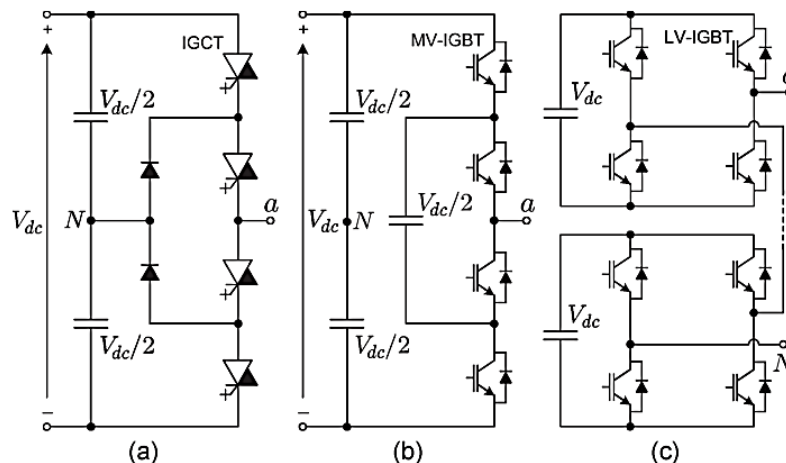 +
IGCT
V_dc/2
V_dc
N
a
V_dc/2
−
(a)
+
MV-IGBT
V_dc/2
V_dc
N
V_dc/2
a
V_dc/2
−
(b)
LV-IGBT
V_dc
V_dc
N
(c)